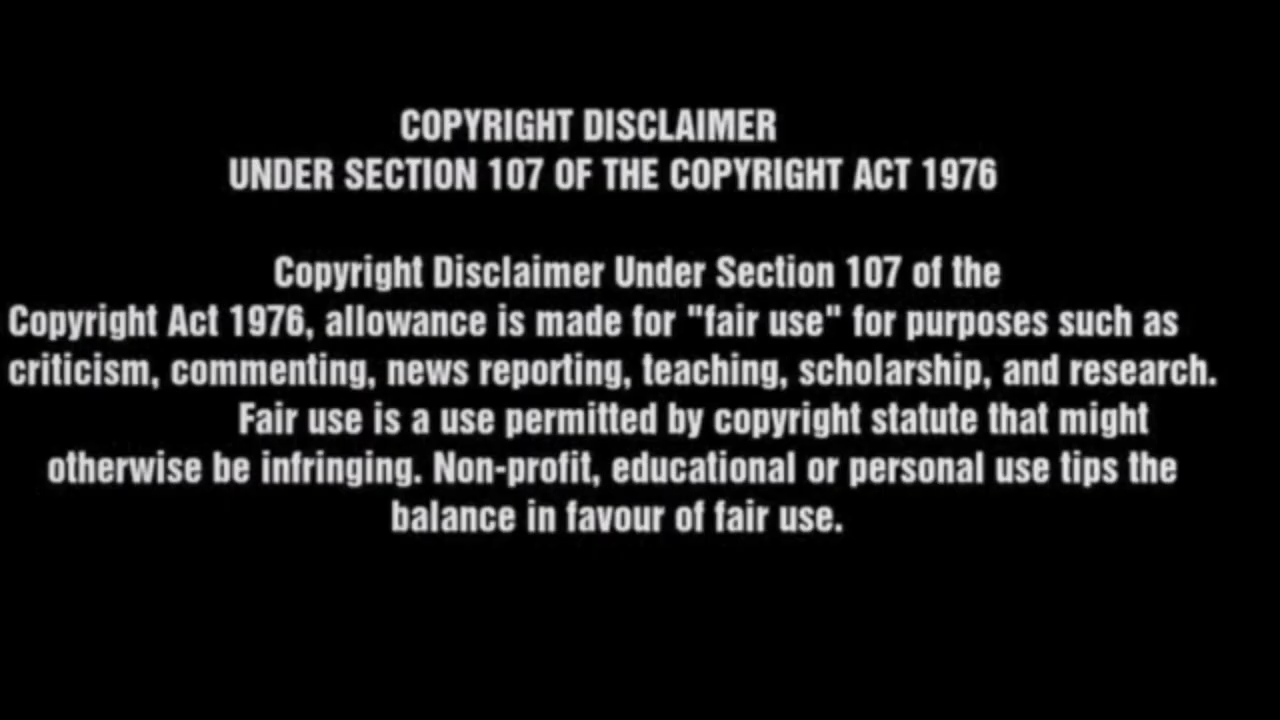 COPYRIGHT DISCLAIMER
UNDER SECTION 107 OF THE COPYRIGHT ACT 1976
Copyright Disclaimer Under Section 107 of the
Copyright Act 1976, allowance is made for "fair use" for purposes such as
criticism, commenting, news reporting, teaching, scholarship, and research.
Fair use is a use permitted by copyright statute that might
otherwise be infringing. Non-profit, educational or personal use tips the
balance in favour of fair use.